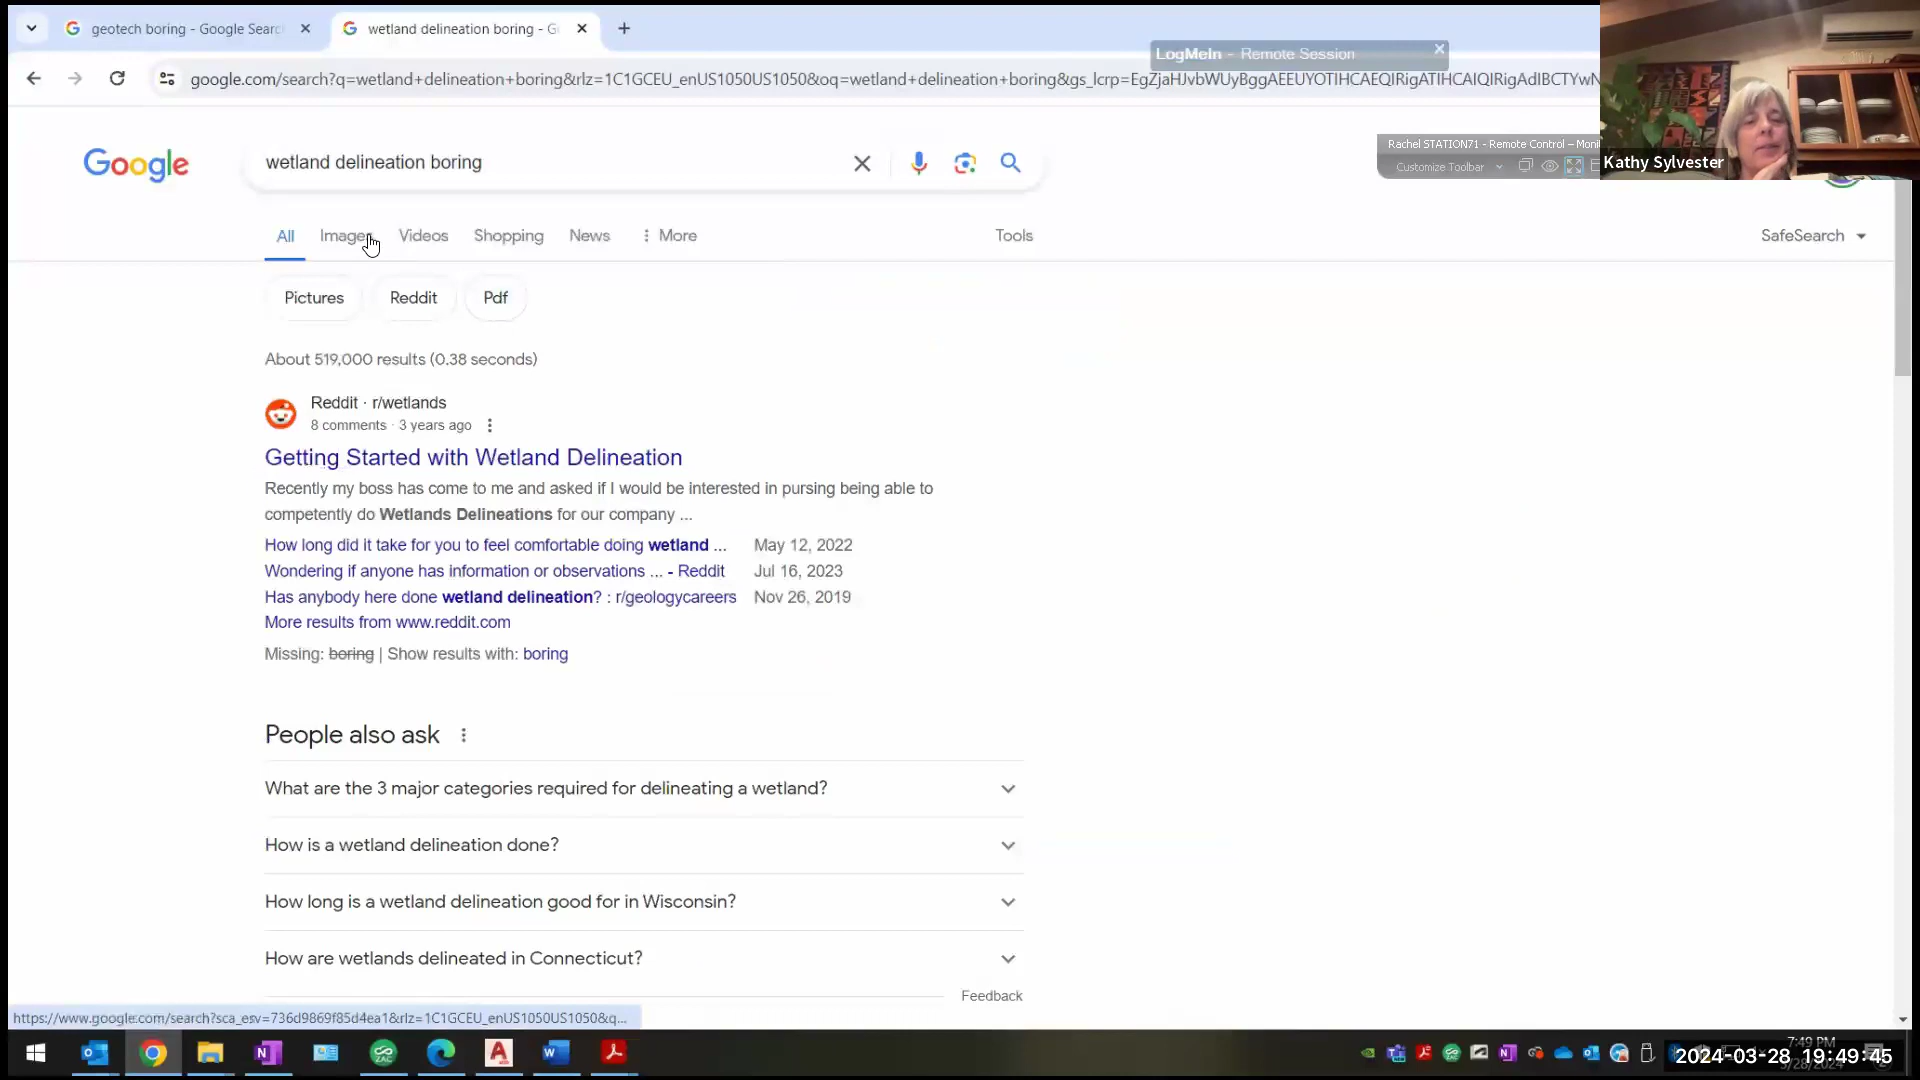 geotech boring - Google Searc
wetland delineation boring - G
LogMeIn - Remote Session
google.com/search?q=wetland+delineation+boring&rlz=1C1GCEU_enUS1050US1050&oq=wetland+delineation+boring&gs_lcrp=EgZjaHJvbWUyBggAEEUYOTIHCAEQIRigATIHCAIQIRigAdIBCTYwN
Google
wetland delineation boring
Rachel STATION71 - Remote Control – Moni
Customize Toolbar
Kathy Sylvester
All
Images
Videos
Shopping
News
More
Tools
SafeSearch
Pictures
Reddit
Pdf
About 519,000 results (0.38 seconds)
Reddit · r/wetlands
8 comments · 3 years ago
Getting Started with Wetland Delineation
Recently my boss has come to me and asked if I would be interested in pursing being able to
competently do Wetlands Delineations for our company ...
How long did it take for you to feel comfortable doing wetland ... May 12, 2022
Wondering if anyone has information or observations ... - Reddit Jul 16, 2023
Has anybody here done wetland delineation? : r/geologycareers Nov 26, 2019
More results from www.reddit.com
Missing: boring | Show results with: boring
People also ask
What are the 3 major categories required for delineating a wetland?
How is a wetland delineation done?
How long is a wetland delineation good for in Wisconsin?
How are wetlands delineated in Connecticut?
Feedback
https://www.google.com/search?sca_esv=736d9869f85d4ea1&rlz=1C1GCEU_enUS1050US1050&q...
7:49 PM
2024-03-28 19:49:45